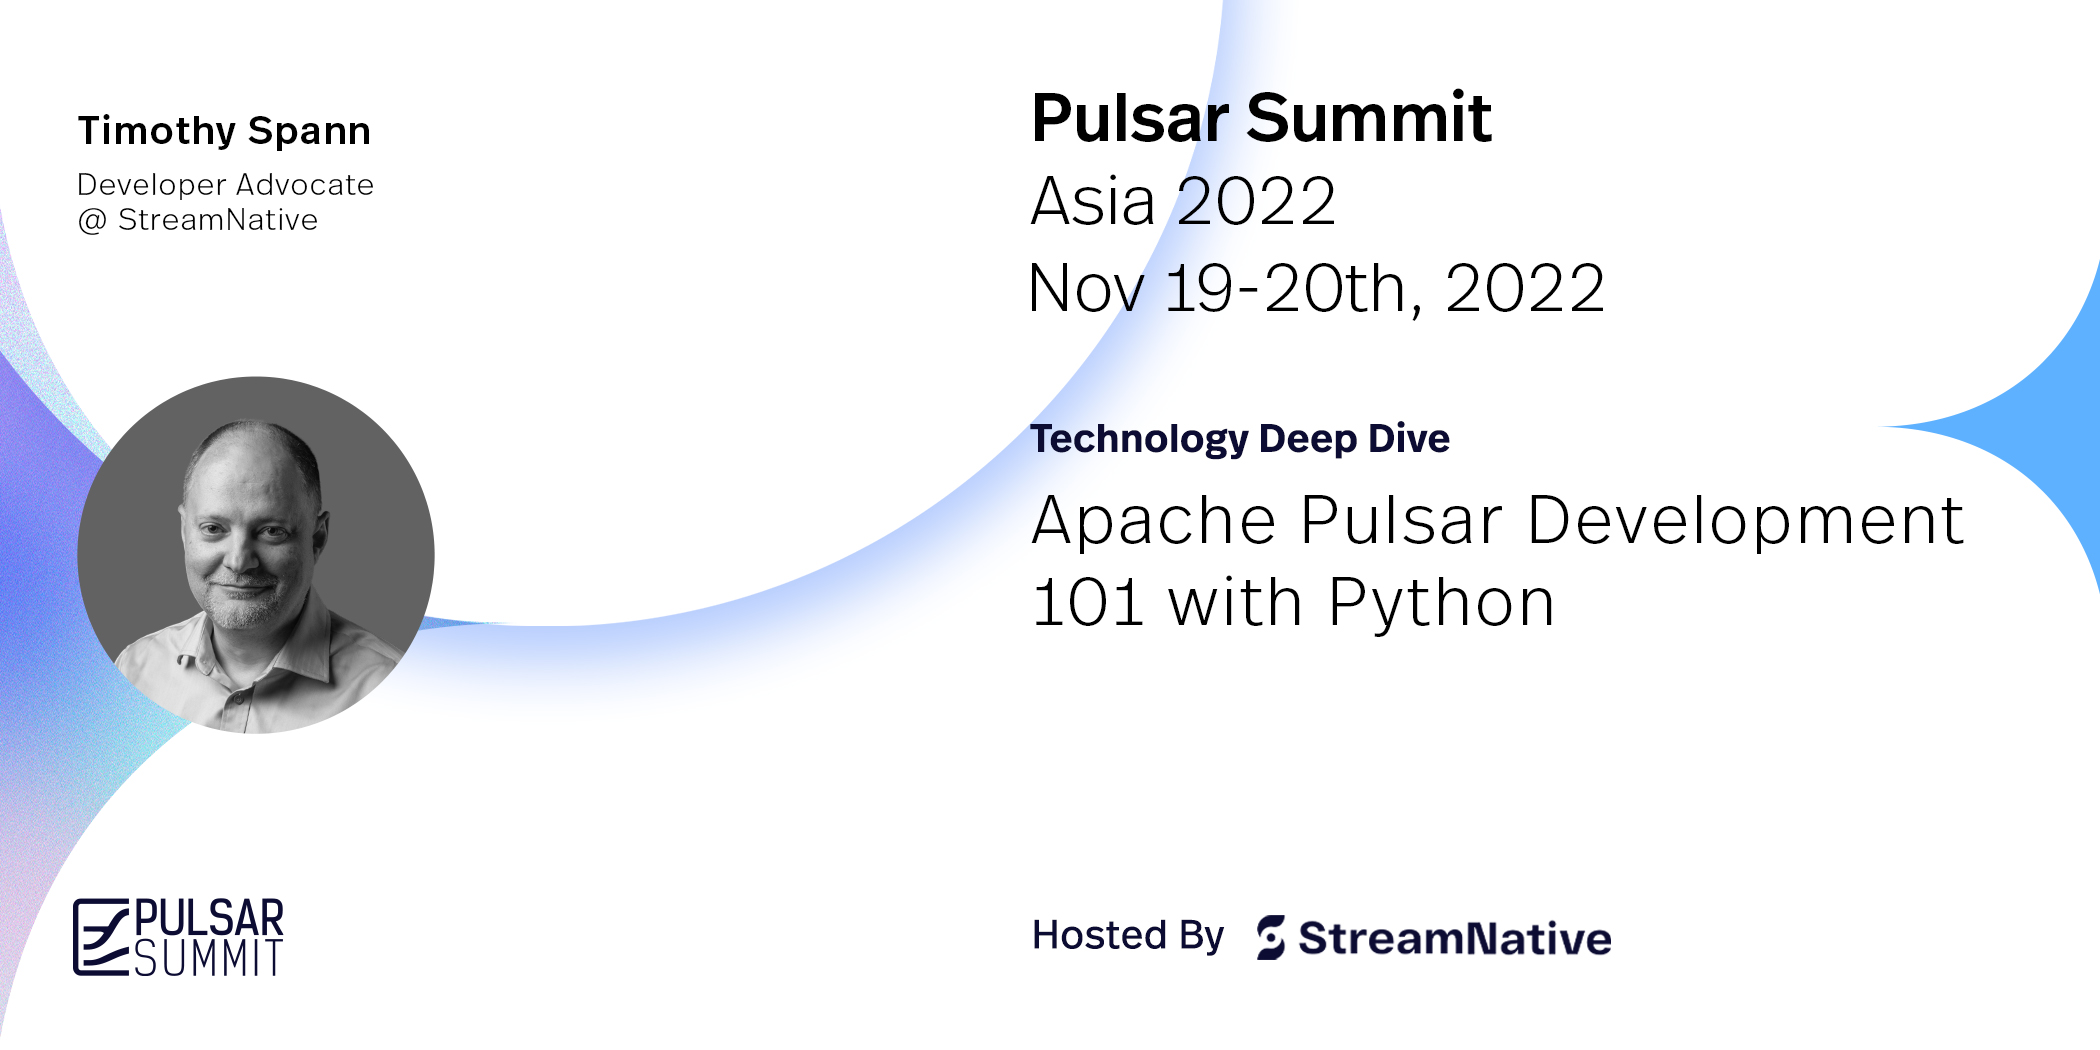 Timothy Spann
Developer Advocate
@ StreamNative
Pulsar Summit
Asia 2022
Nov 19-20th, 2022
Technology Deep Dive
Apache Pulsar Development
101 with Python
PULSAR
SUMMIT
Hosted By StreamNative